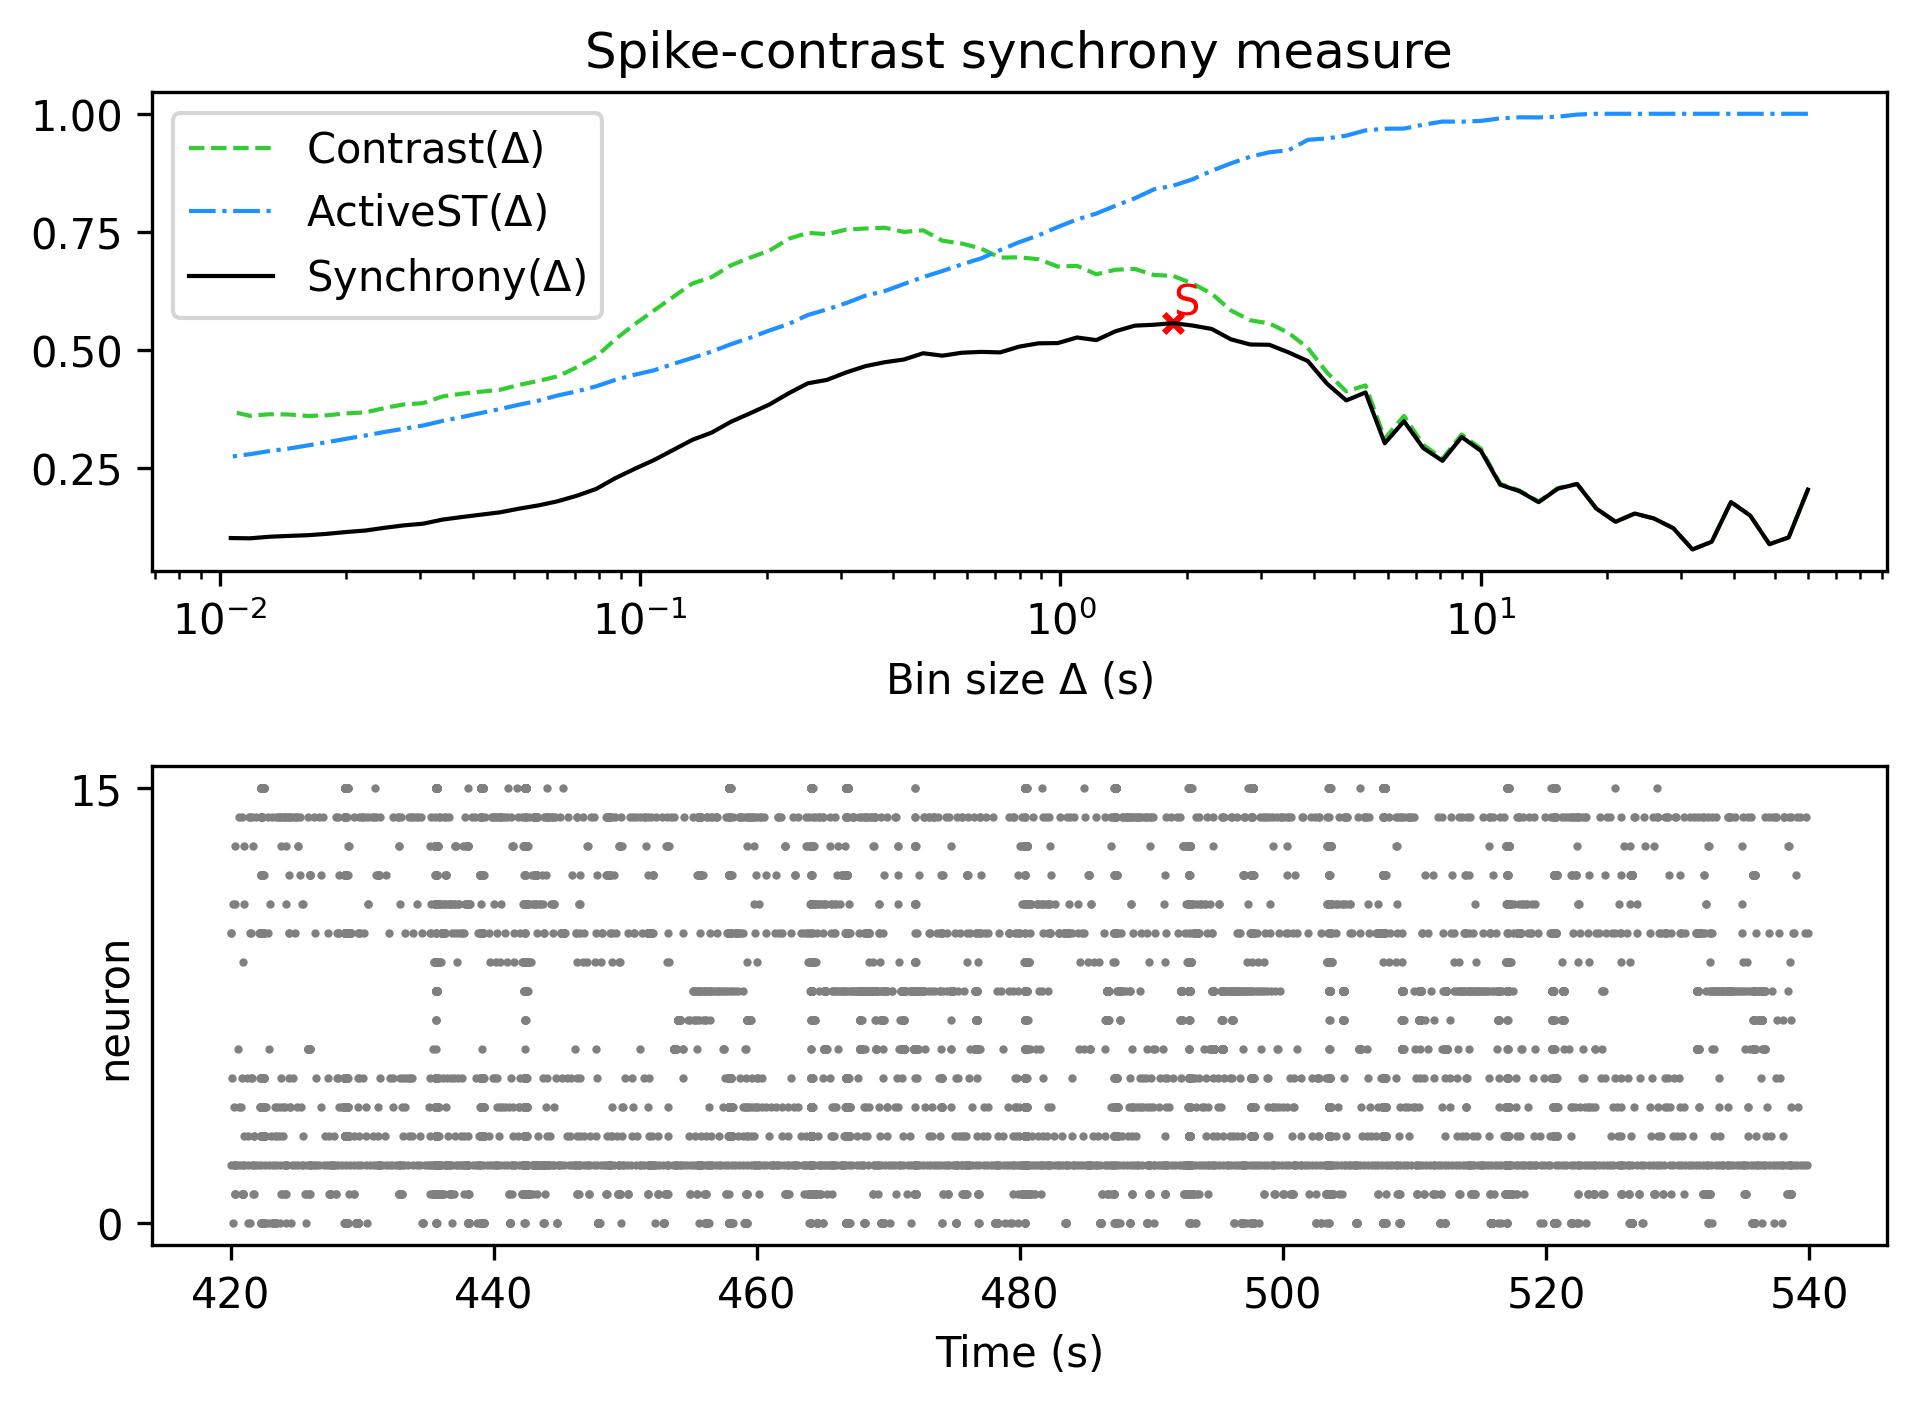 Spike-contrast synchrony measure
1.00
0.75
0.50
0.25
Contrast(Δ)
ActiveST(Δ)
Synchrony(Δ)
S
10⁻² 10⁻¹ 10⁰ 10¹
Bin size Δ (s)
15
0
neuron
420 440 460 480 500 520 540
Time (s)